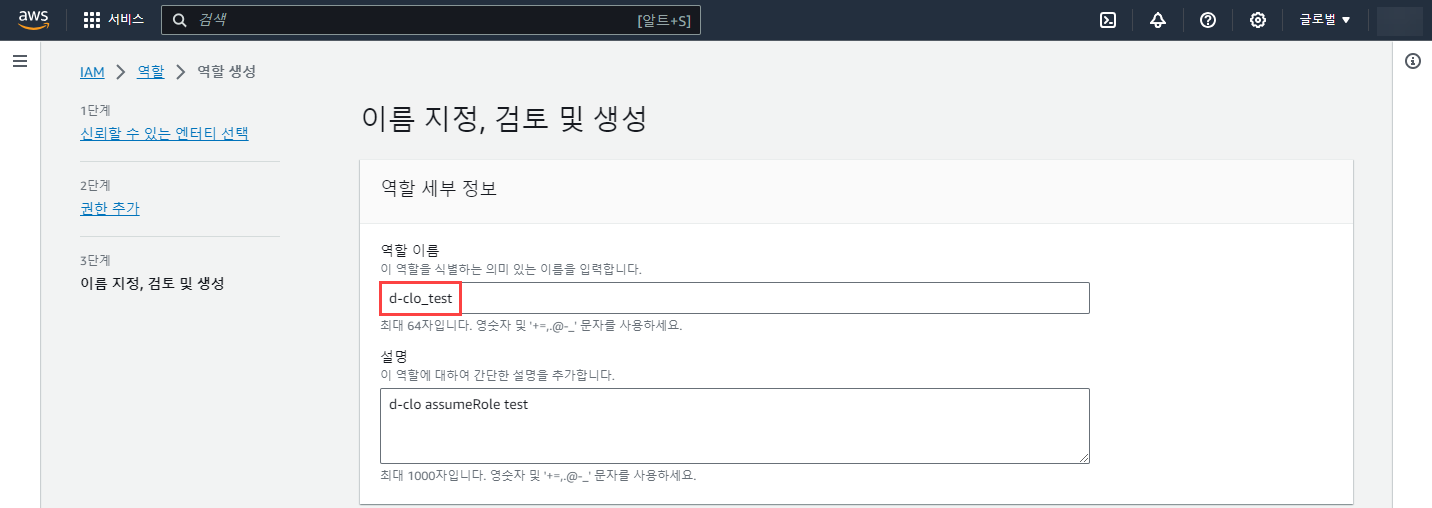 aws 서비스 검색 [알트+S] 글로벌
IAM 역할 역할 생성
1단계
신뢰할 수 있는 엔터티 선택
2단계
권한 추가
3단계
이름 지정, 검토 및 생성
이름 지정, 검토 및 생성
역할 세부 정보
역할 이름
이 역할을 식별하는 의미 있는 이름을 입력합니다.
d-clo_test
최대 64자입니다. 영숫자 및 '+=,.@-_' 문자를 사용하세요.
설명
이 역할에 대하여 간단한 설명을 추가합니다.
d-clo assumeRole test
최대 1000자입니다. 영숫자 및 '+=,.@-_' 문자를 사용하세요.